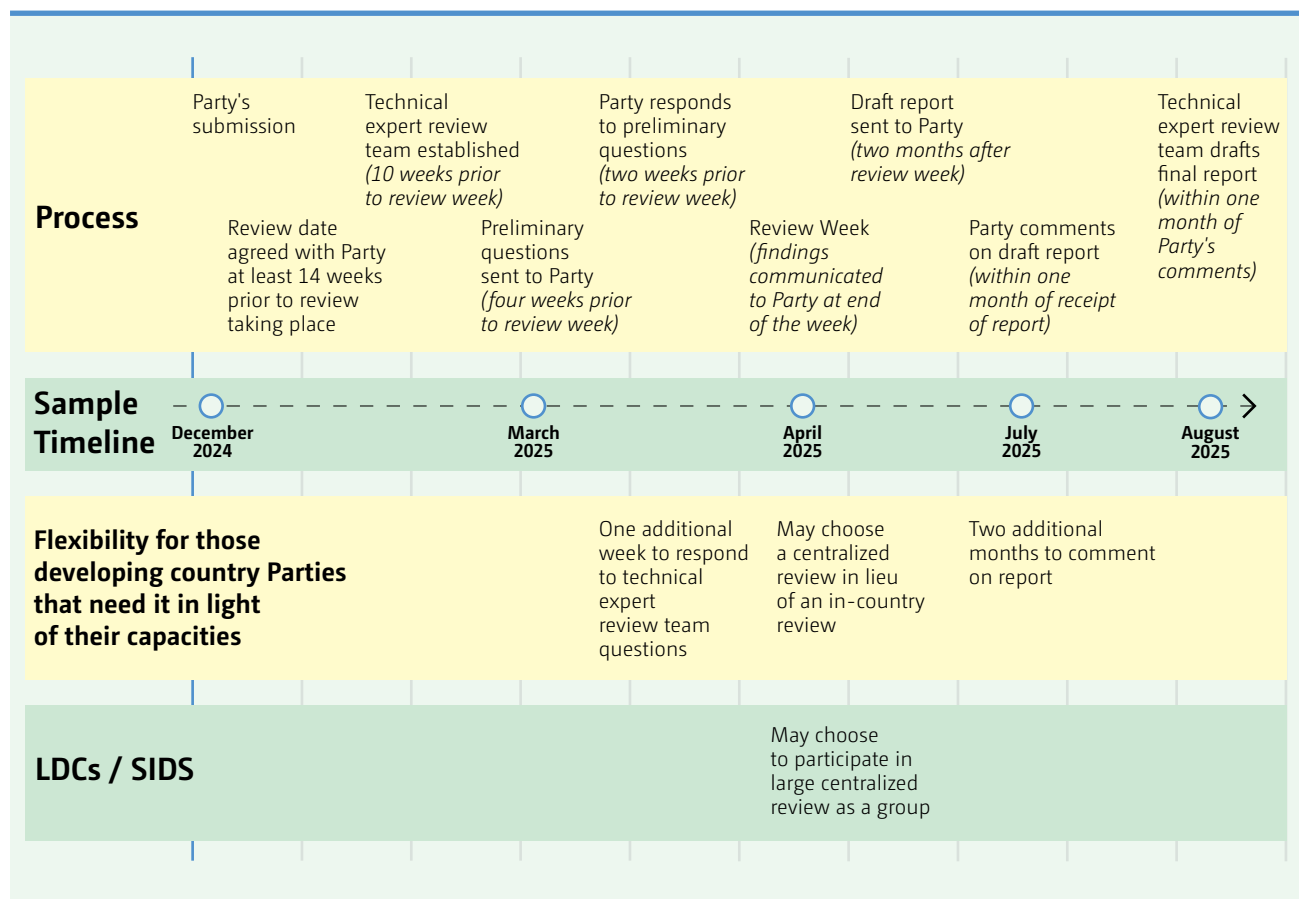 Process
Party's
submission
Review date
agreed with Party
at least 14 weeks
prior to review
taking place
Technical
expert review
team established
(10 weeks prior
to review week)
Preliminary
questions
sent to Party
(four weeks prior
to review week)
Party responds
to preliminary
questions
(two weeks prior
to review week)
Review Week
(findings
communicated
to Party at end
of the week)
Draft report
sent to Party
(two months after
review week)
Party comments
on draft report
(within one
month of receipt
of report)
Technical
expert review
team drafts
final report
(within one
month of
Party's
comments)
Sample
Timeline
December
2024
March
2025
April
2025
July
2025
August
2025
Flexibility for those
developing country Parties
that need it in light
of their capacities
One additional
week to respond
to technical
expert
review team
questions
May choose
a centralized
review in lieu
of an in-country
review
Two additional
months to comment
on report
LDCs / SIDS
May choose
to participate in
large centralized
review as a group